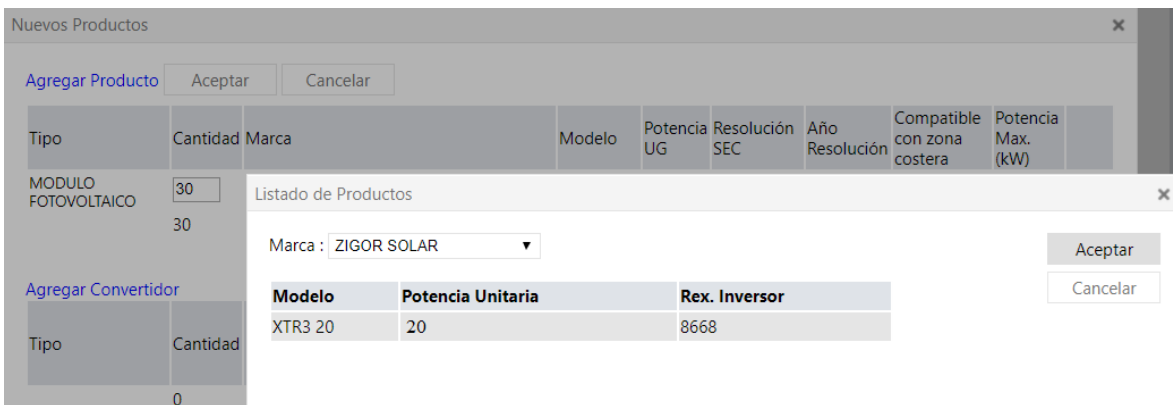 Nuevos Productos
Agregar Producto Aceptar Cancelar
Tipo Cantidad Marca Modelo Potencia UG Resolución SEC Año Resolución Compatible con zona costera Potencia Max. (kW)
MODULO FOTOVOLTAICO 30
30
Listado de Productos
Marca : ZIGOR SOLAR
Aceptar
Cancelar
Modelo Potencia Unitaria Rex. Inversor
XTR3 20 20 8668
Agregar Convertidor
Tipo Cantidad
0